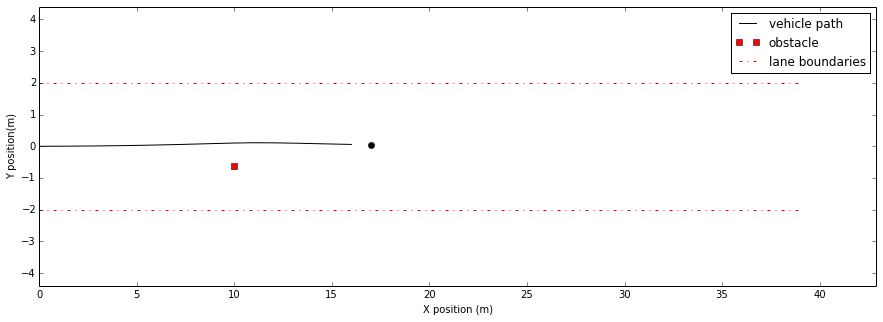 vehicle path
obstacle
lane boundaries
4
3
2
1
0
−1
−2
−3
−4
Y position(m)
0 5 10 15 20 25 30 35 40
X position (m)